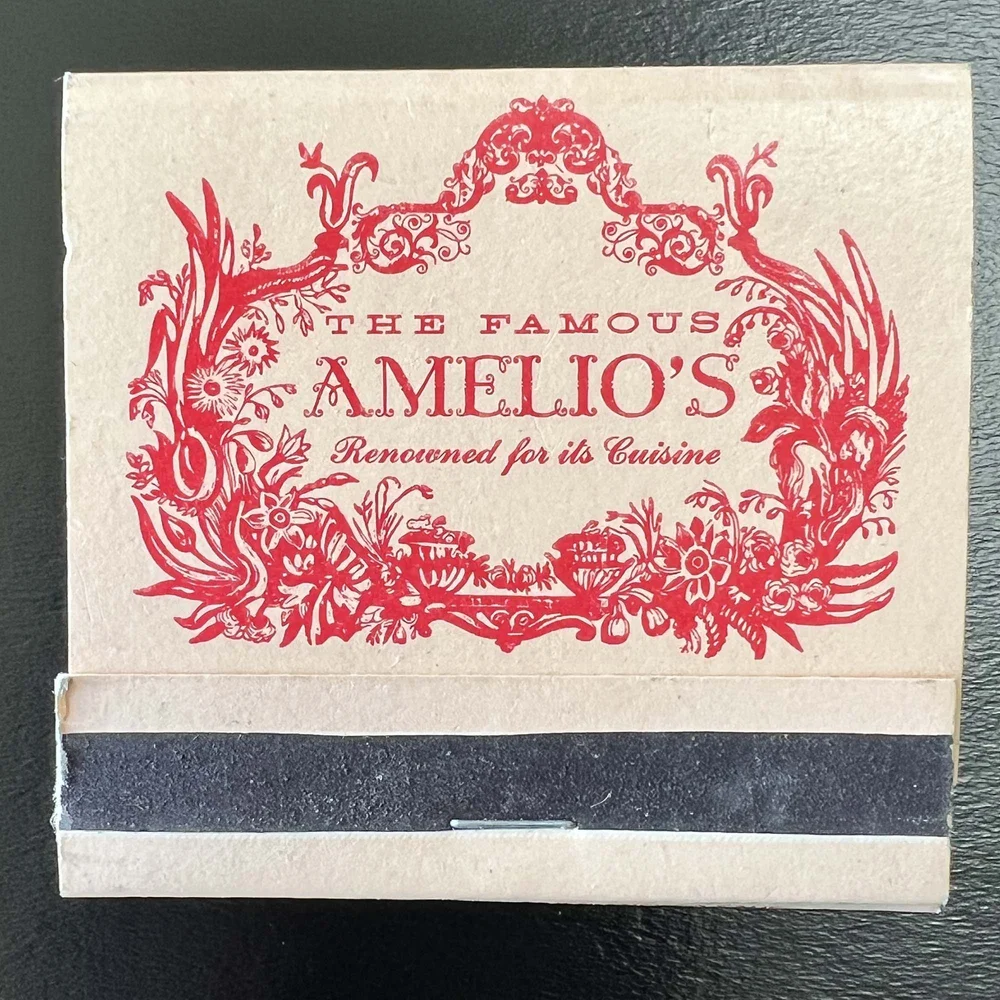 THE FAMOUS
AMELIO'S
Renowned for its Cuisine